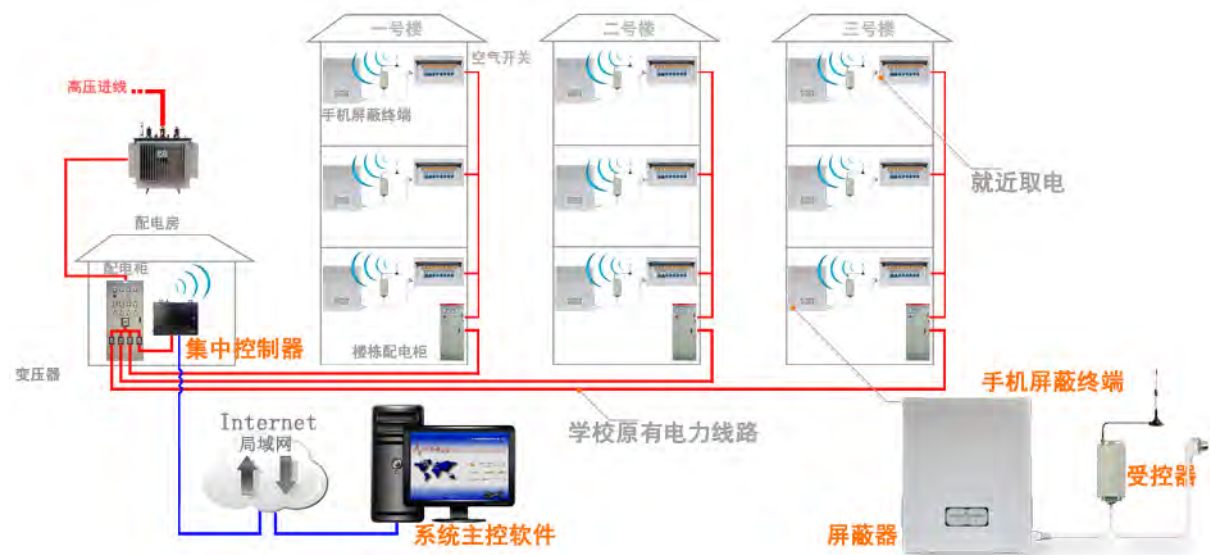 一号楼
二号楼
三号楼
空气开关
高压进线
手机屏蔽终端
就近取电
配电房
配电柜
集中控制器
楼栋配电柜
变压器
手机屏蔽终端
Internet
局域网
学校原有电力线路
受控器
系统主控软件
屏蔽器